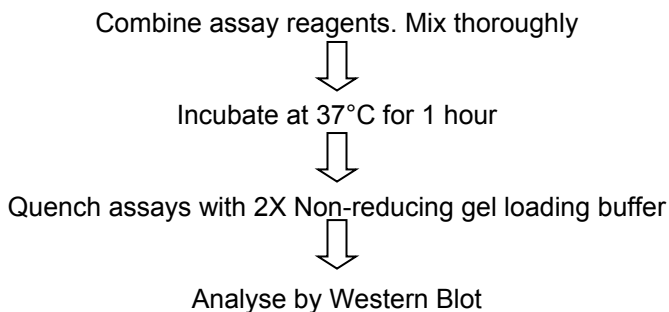 Combine assay reagents. Mix thoroughly
Incubate at 37°C for 1 hour
Quench assays with 2X Non-reducing gel loading buffer
Analyse by Western Blot